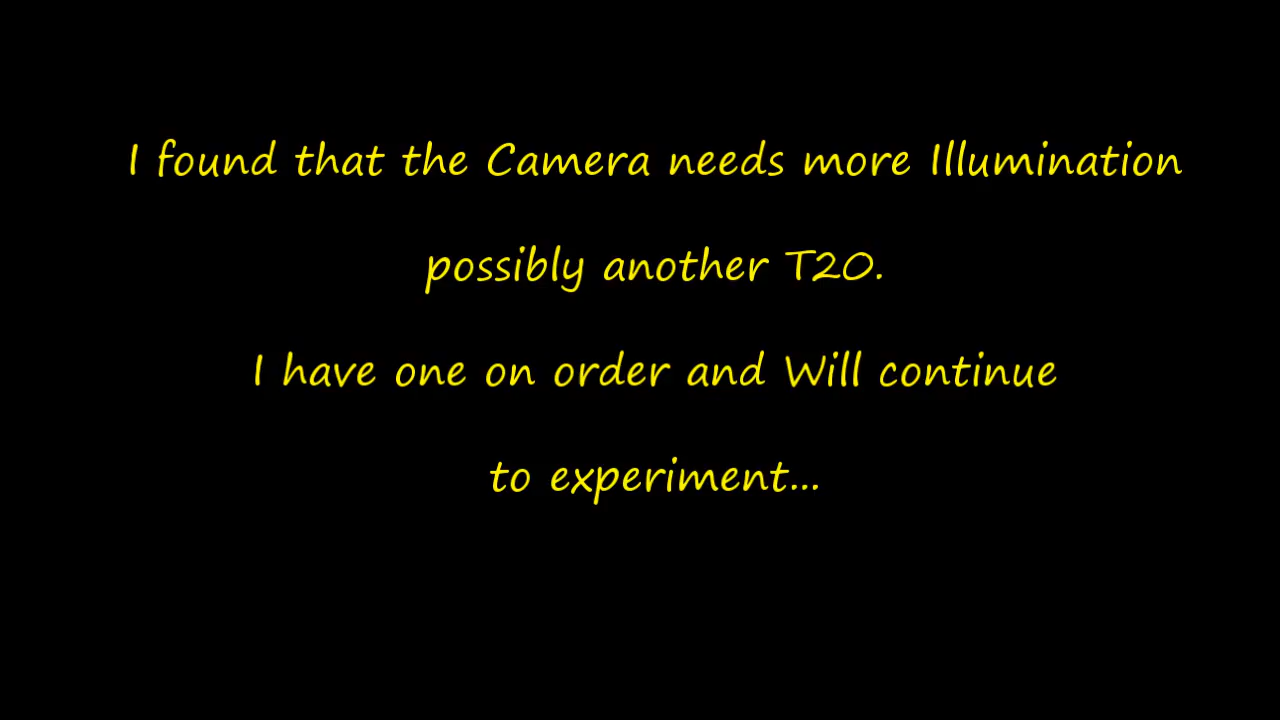 I found that the Camera needs more Illumination
possibly another T20.
I have one on order and Will continue
to experiment...